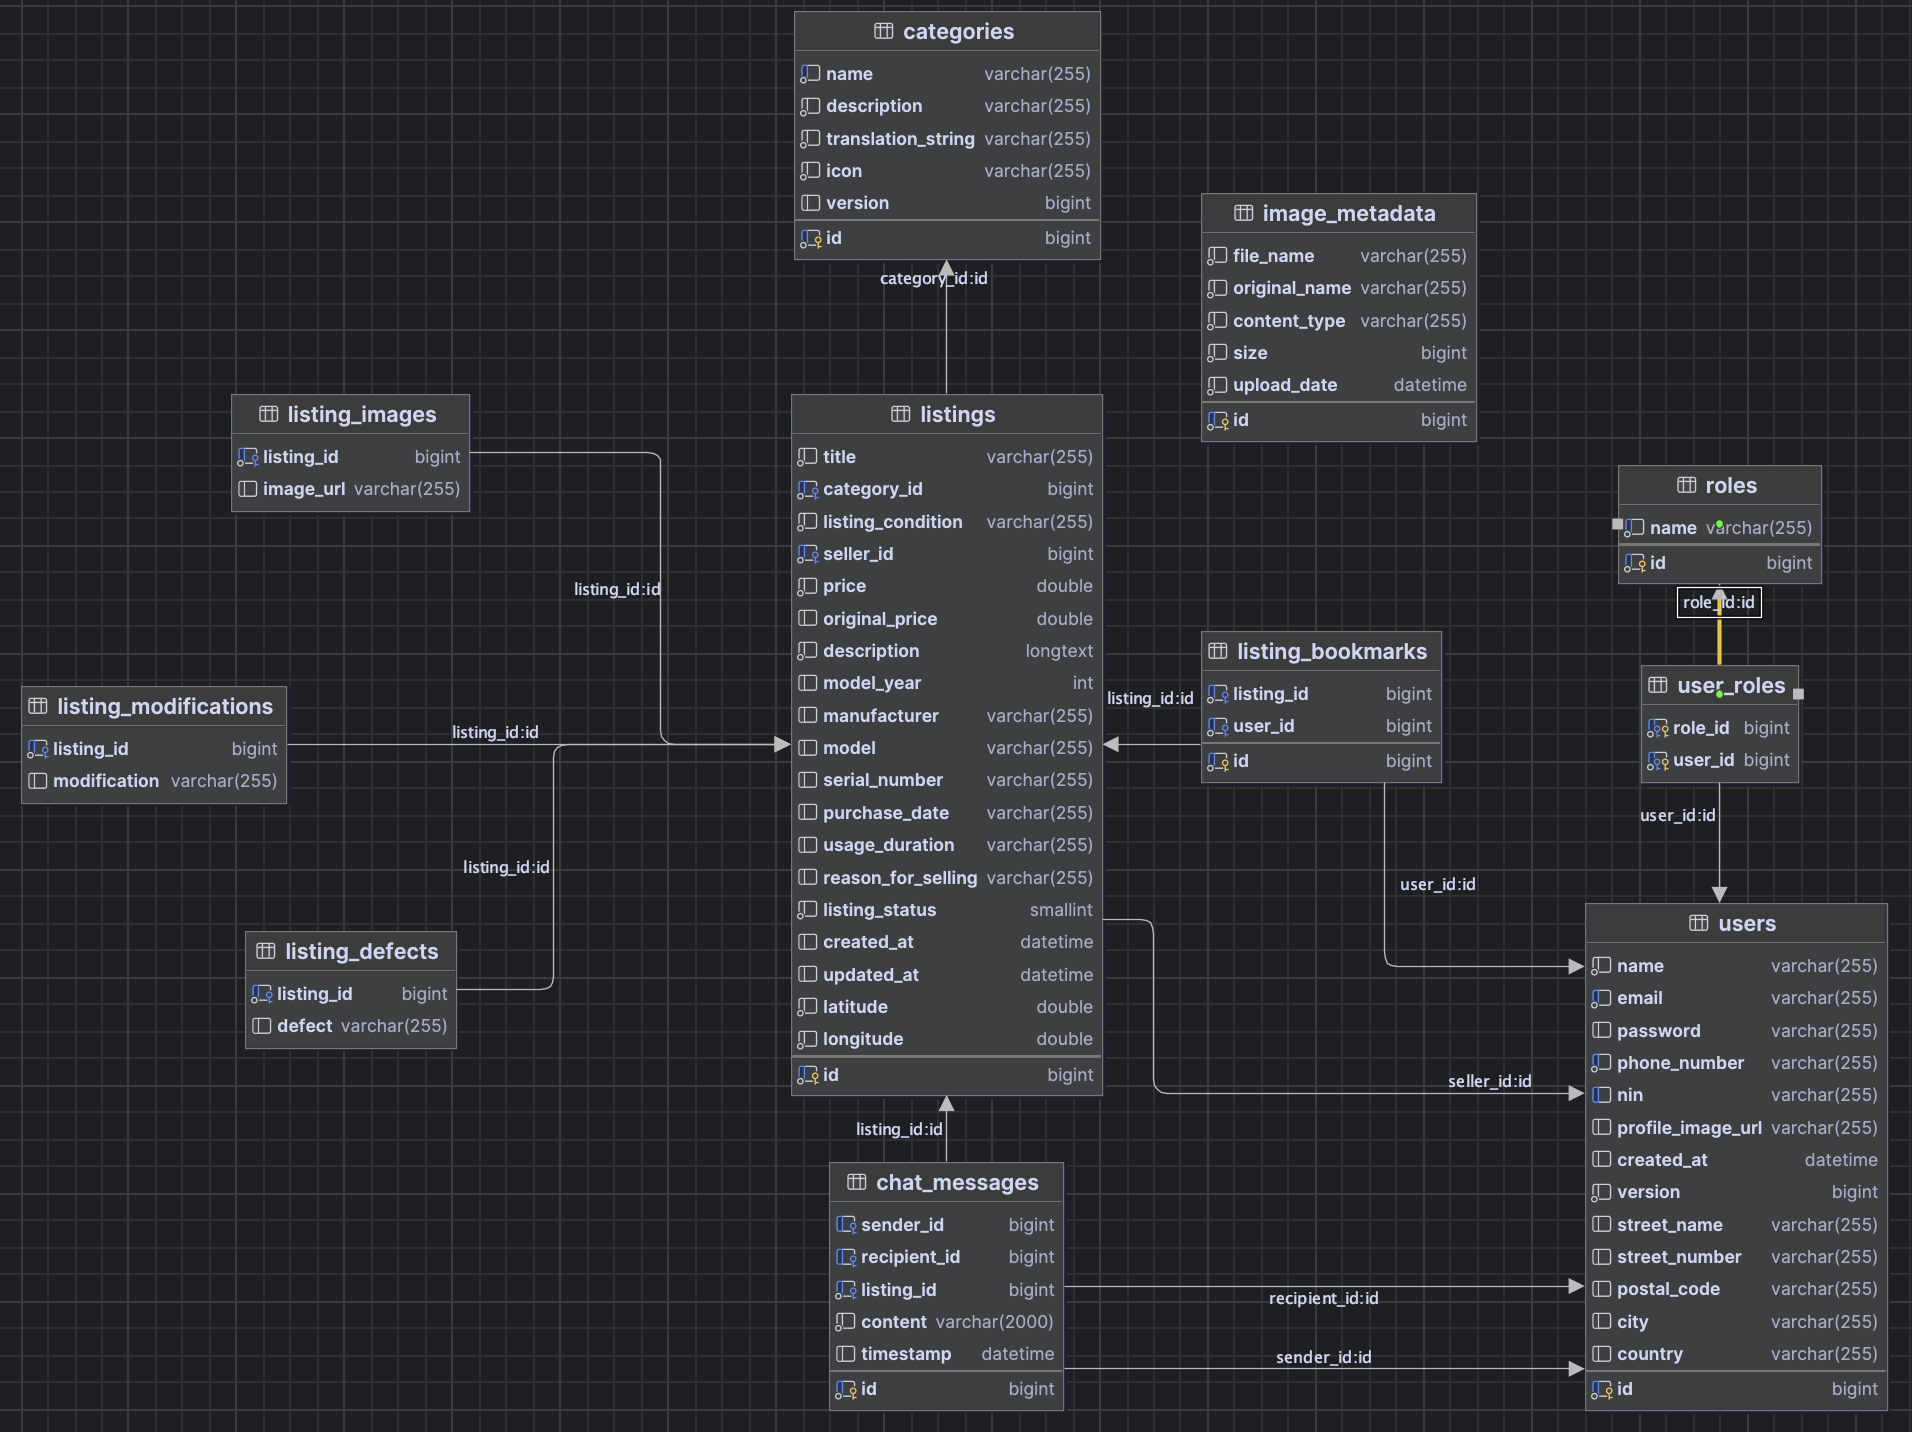 categories
name varchar(255)
description varchar(255)
translation_string varchar(255)
icon varchar(255)
version bigint
id bigint
category_id:id
image_metadata
file_name varchar(255)
original_name varchar(255)
content_type varchar(255)
size bigint
upload_date datetime
id bigint
listing_images
listing_id bigint
image_url varchar(255)
listing_id:id
listings
title varchar(255)
category_id bigint
listing_condition varchar(255)
seller_id bigint
price double
original_price double
description longtext
model_year int
manufacturer varchar(255)
model varchar(255)
serial_number varchar(255)
purchase_date varchar(255)
usage_duration varchar(255)
reason_for_selling varchar(255)
listing_status smallint
created_at datetime
updated_at datetime
latitude double
longitude double
id bigint
roles
name varchar(255)
id bigint
role_id:id
listing_bookmarks
listing_id bigint
user_id bigint
id bigint
listing_id:id
user_roles
role_id bigint
user_id bigint
user_id:id
listing_modifications
listing_id bigint
modification varchar(255)
listing_id:id
listing_id:id
user_id:id
listing_defects
listing_id bigint
defect varchar(255)
users
name varchar(255)
email varchar(255)
password varchar(255)
phone_number varchar(255)
nin varchar(255)
profile_image_url varchar(255)
created_at datetime
version bigint
street_name varchar(255)
street_number varchar(255)
postal_code varchar(255)
city varchar(255)
country varchar(255)
id bigint
seller_id:id
listing_id:id
chat_messages
sender_id bigint
recipient_id bigint
listing_id bigint
content varchar(2000)
timestamp datetime
id bigint
recipient_id:id
sender_id:id